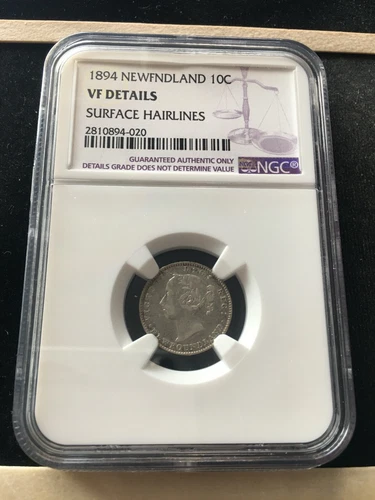 1894 NEWFNDLAND 10C
VF DETAILS
SURFACE HAIRLINES
2810894-020
GUARANTEED AUTHENTIC ONLY
DETAILS GRADE DOES NOT DETERMINE VALUE
NGC®
NEWFOUNDLAND